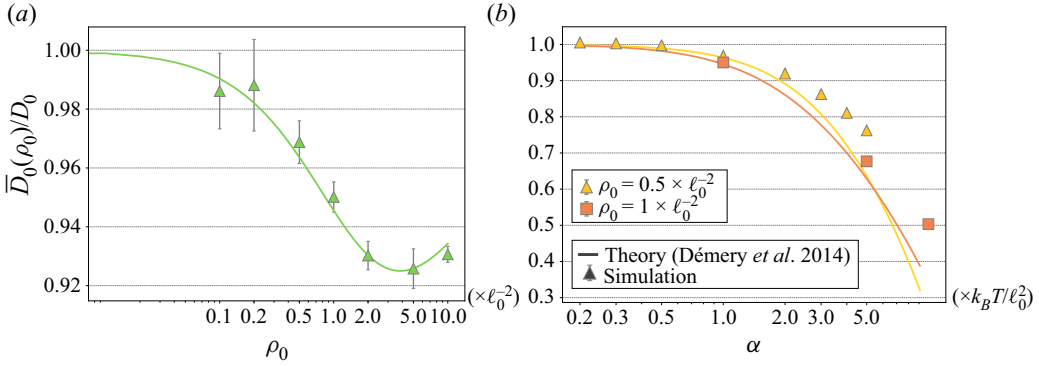 (a)
1.00
0.98
0.96
0.94
0.92
D̅₀(ρ₀)/D₀
0.1 0.2 0.5 1.0 2.0 5.0 10.0
(×ℓ₀⁻²)
ρ₀
(b)
1.0
0.9
0.8
0.7
0.6
0.5
0.4
0.3
ρ₀ = 0.5 × ℓ₀⁻²
ρ₀ = 1 × ℓ₀⁻²
Theory (Démery et al. 2014)
Simulation
0.2 0.3 0.5 1.0 2.0 3.0 5.0
(×k_BT/ℓ₀²)
α